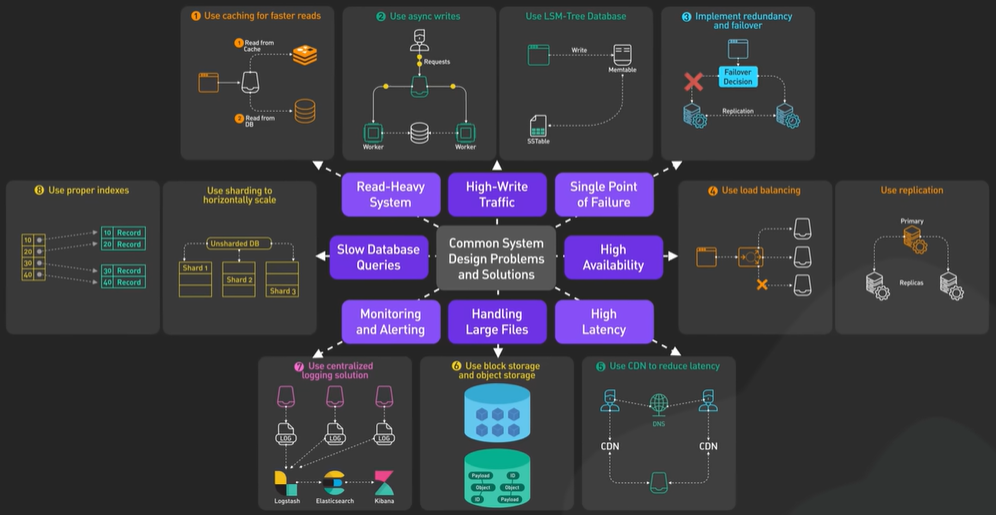 1 Use caching for faster reads
1 Read from
Cache
2 Read from
DB
2 Use async writes
Requests
Worker
Worker
Use LSM-Tree Database
Write
Memtable
SSTable
3 Implement redundancy
and failover
Failover
Decision
Replication
Read-Heavy
System
High-Write
Traffic
Single Point
of Failure
8 Use proper indexes
10
20
30
40
10 Record
20 Record
30 Record
40 Record
Use sharding to
horizontally scale
Unsharded DB
Shard 1
Shard 2
Shard 3
Slow Database
Queries
Common System
Design Problems
and Solutions
High
Availability
4 Use load balancing
Use replication
Primary
Replicas
Monitoring
and Alerting
Handling
Large Files
High
Latency
7 Use centralized
logging solution
LOG
LOG
LOG
Logstash
Elasticsearch
Kibana
6 Use block storage
and object storage
Payload
Object
ID
ID
Object
Payload
5 Use CDN to reduce latency
DNS
CDN
CDN